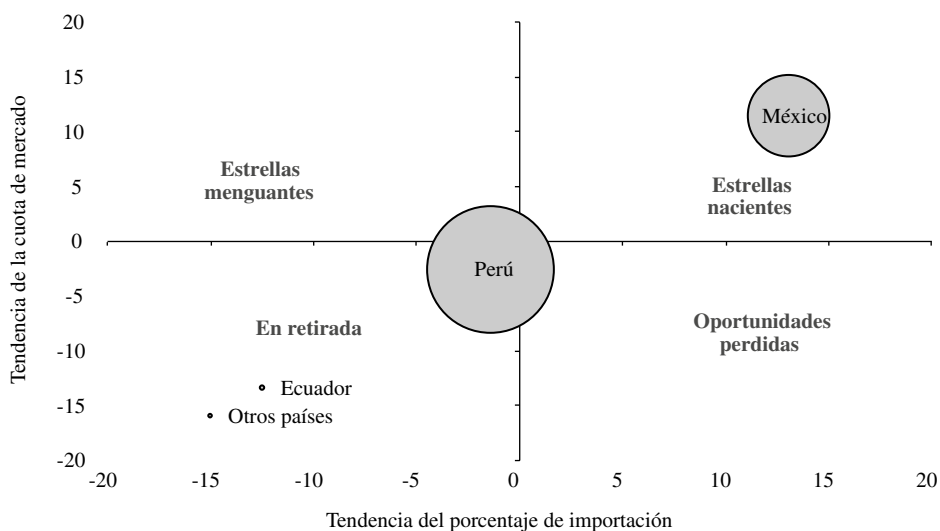 20
15
10
5
0
-5
-10
-15
-20
Tendencia de la cuota de mercado
México
Estrellas
menguantes
Estrellas
nacientes
Perú
En retirada
Oportunidades
perdidas
Ecuador
Otros países
-20 -15 -10 -5 0 5 10 15 20
Tendencia del porcentaje de importación